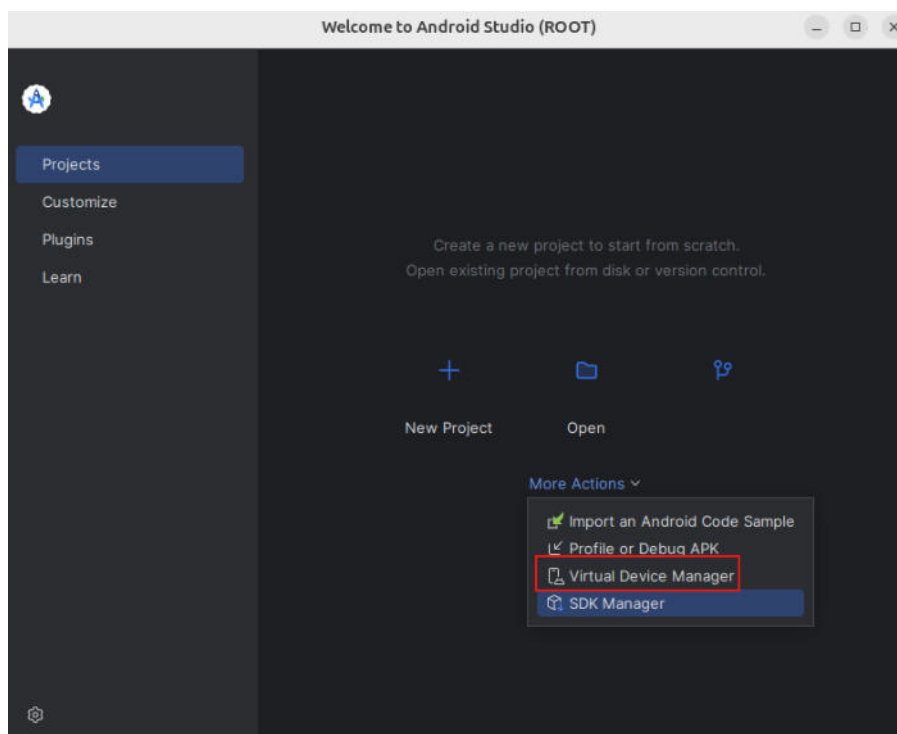 Welcome to Android Studio (ROOT)
Projects
Customize
Plugins
Learn
Create a new project to start from scratch.
Open existing project from disk or version control.
New Project
Open
More Actions
Import an Android Code Sample
Profile or Debug APK
Virtual Device Manager
SDK Manager